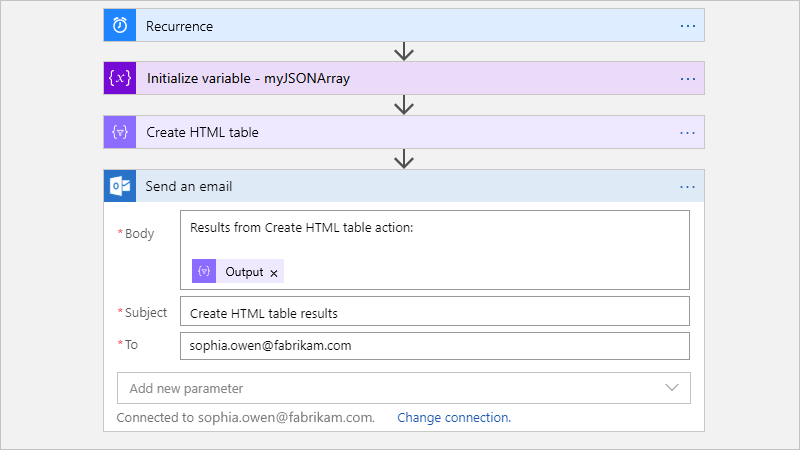 Recurrence
{x} Initialize variable - myJSONArray
Create HTML table
Send an email
* Body
Results from Create HTML table action:
Output ×
* Subject
Create HTML table results
* To
sophia.owen@fabrikam.com
Add new parameter
Connected to sophia.owen@fabrikam.com. Change connection.